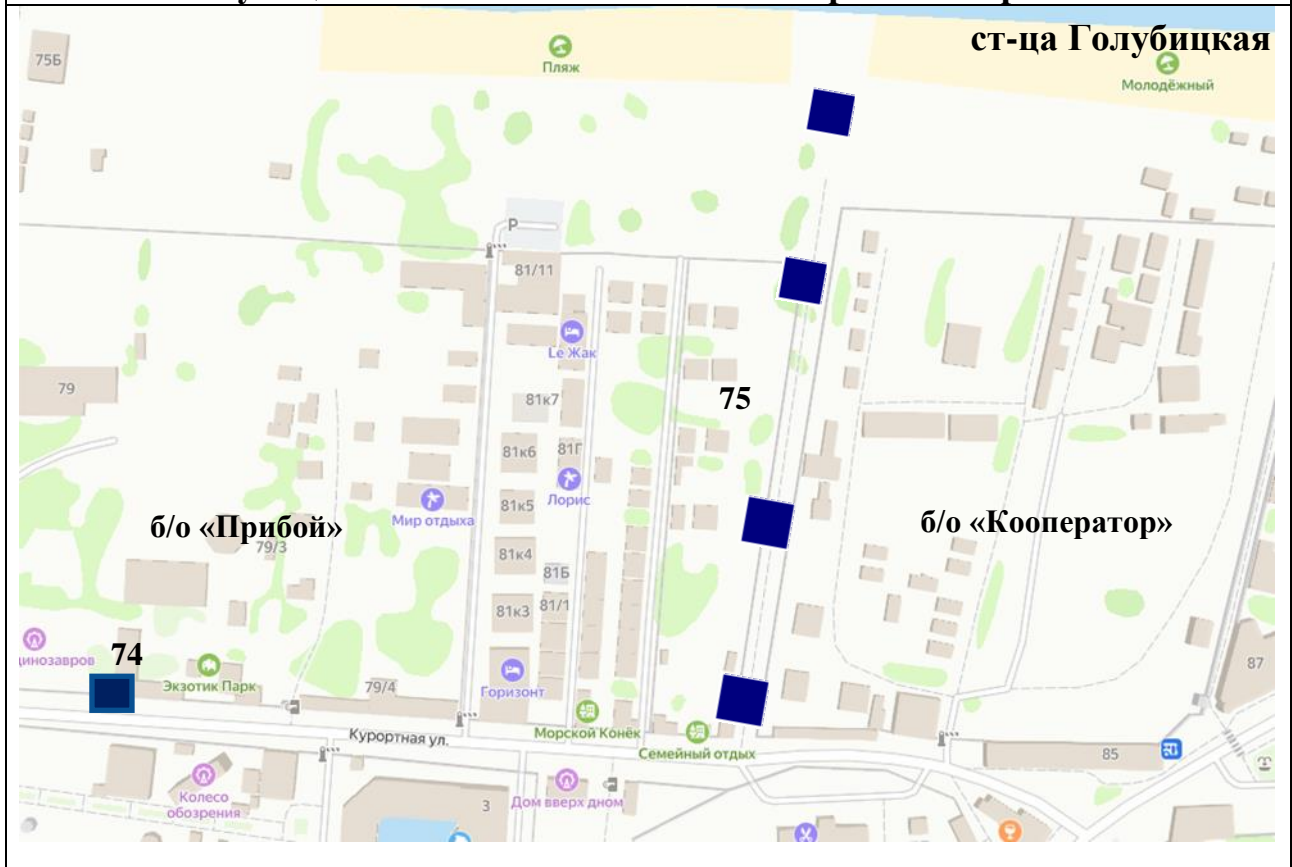 ст-ца Голубицкая
75Б
Пляж
Молодёжный
P
81/11
Le Жак
79
81к7
75
81к6
81Г
Лорис
Мир отдыха
81к5
б/о «Прибой»
79/3
б/о «Кооператор»
81к4
81Б
81к3
81/1
74
Экзотик Парк
79/4
Горизонт
87
Морской Конёк
Курортная ул.
Семейный отдых
85
Колесо
обозрения
3
Дом вверх дном